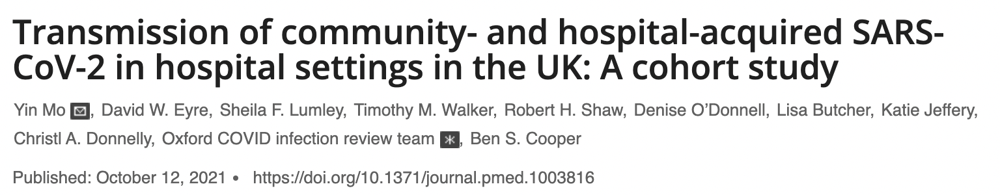 Transmission of community- and hospital-acquired SARS-
CoV-2 in hospital settings in the UK: A cohort study
Yin Mo , David W. Eyre, Sheila F. Lumley, Timothy M. Walker, Robert H. Shaw, Denise O’Donnell, Lisa Butcher, Katie Jeffery,
Christl A. Donnelly, Oxford COVID infection review team , Ben S. Cooper
Published: October 12, 2021 • https://doi.org/10.1371/journal.pmed.1003816